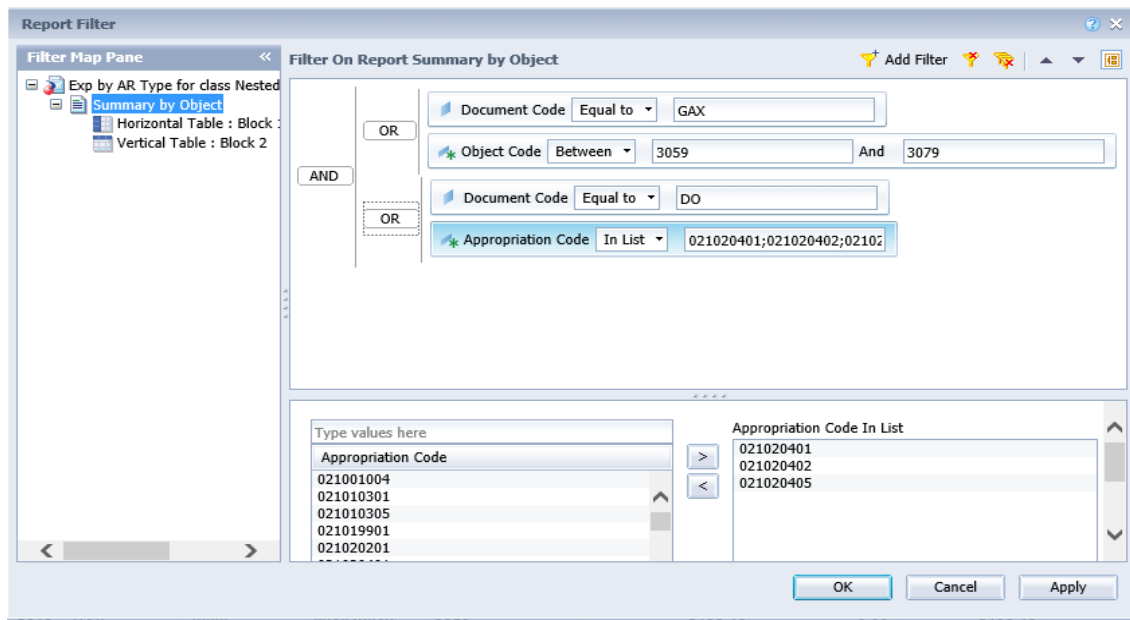 Report Filter
Filter Map Pane «
Exp by AR Type for class Nested
Summary by Object
Horizontal Table : Block
Vertical Table : Block 2
Filter On Report Summary by Object
Add Filter
AND
OR
Document Code Equal to GAX
Object Code Between 3059 And 3079
OR
Document Code Equal to DO
Appropriation Code In List 021020401;021020402;02102
Type values here
Appropriation Code
021001004
021010301
021010305
021019901
021020201
>
<
Appropriation Code In List
021020401
021020402
021020405
OK Cancel Apply